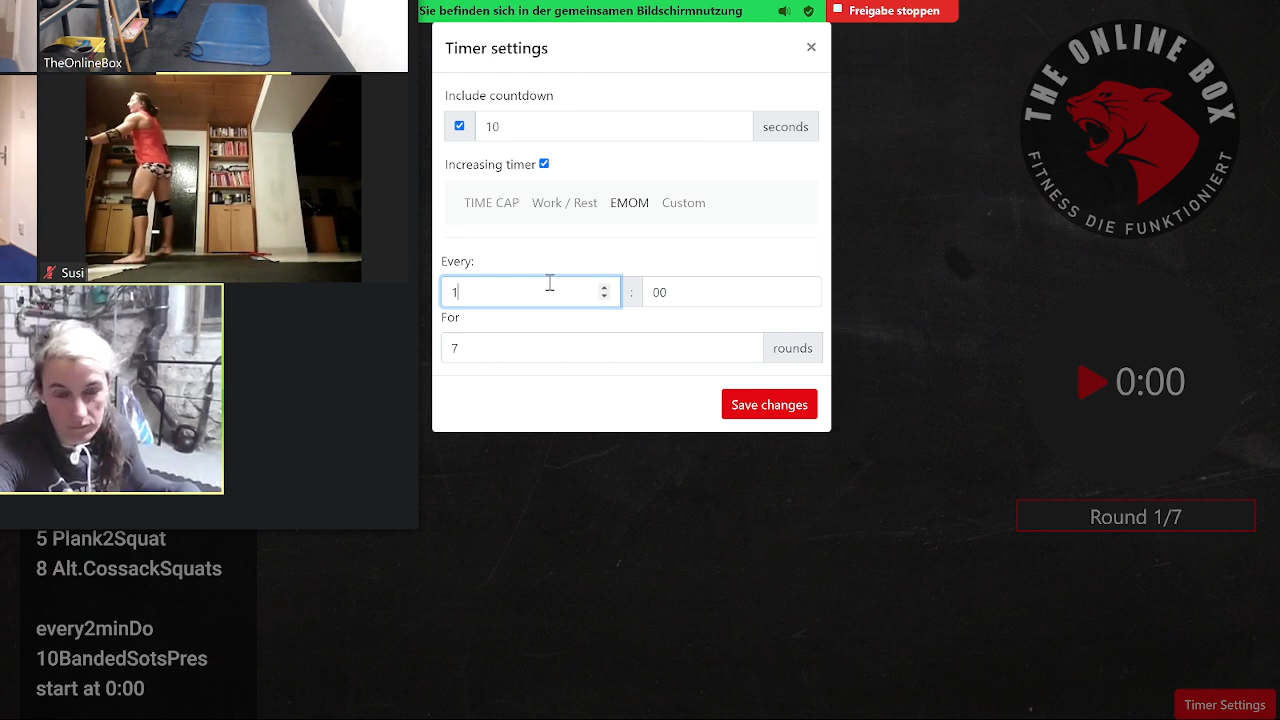 Sie befinden sich in der gemeinsamen Bildschirmnutzung
Freigabe stoppen
TheOnlineBox
Susi
Timer settings
×
Include countdown
10 seconds
Increasing timer
TIME CAP Work / Rest EMOM Custom
Every:
1 : 00
For
7 rounds
Save changes
THE ONLINE BOX
FITNESS DIE FUNKTIONIERT
0:00
Round 1/7
5 Plank2Squat
8 Alt.CossackSquats
every2minDo
10BandedSotsPres
start at 0:00
Timer Settings